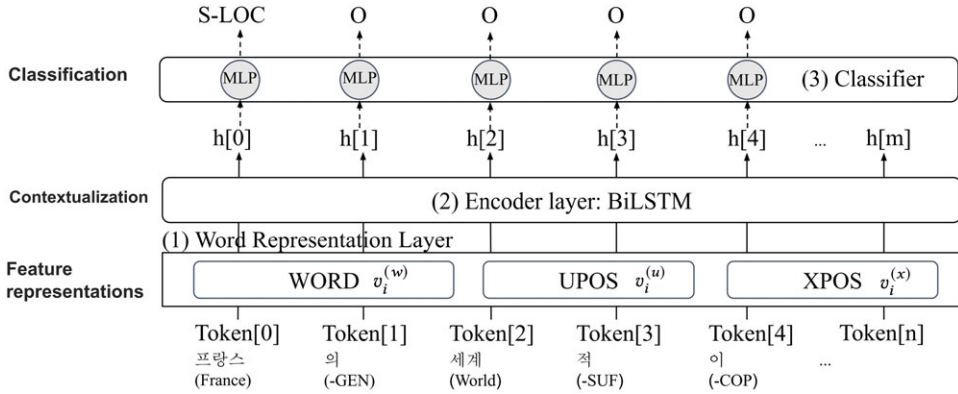 S-LOC O O O O
Classification
MLP MLP MLP MLP MLP (3) Classifier
h[0] h[1] h[2] h[3] h[4] ... h[m]
Contextualization
(2) Encoder layer: BiLSTM
(1) Word Representation Layer
Feature
representations
WORD v_i^(w) UPOS v_i^(u) XPOS v_i^(x)
Token[0] Token[1] Token[2] Token[3] Token[4] Token[n]
프랑스 의 세계 적 이 ...
(France) (-GEN) (World) (-SUF) (-COP)